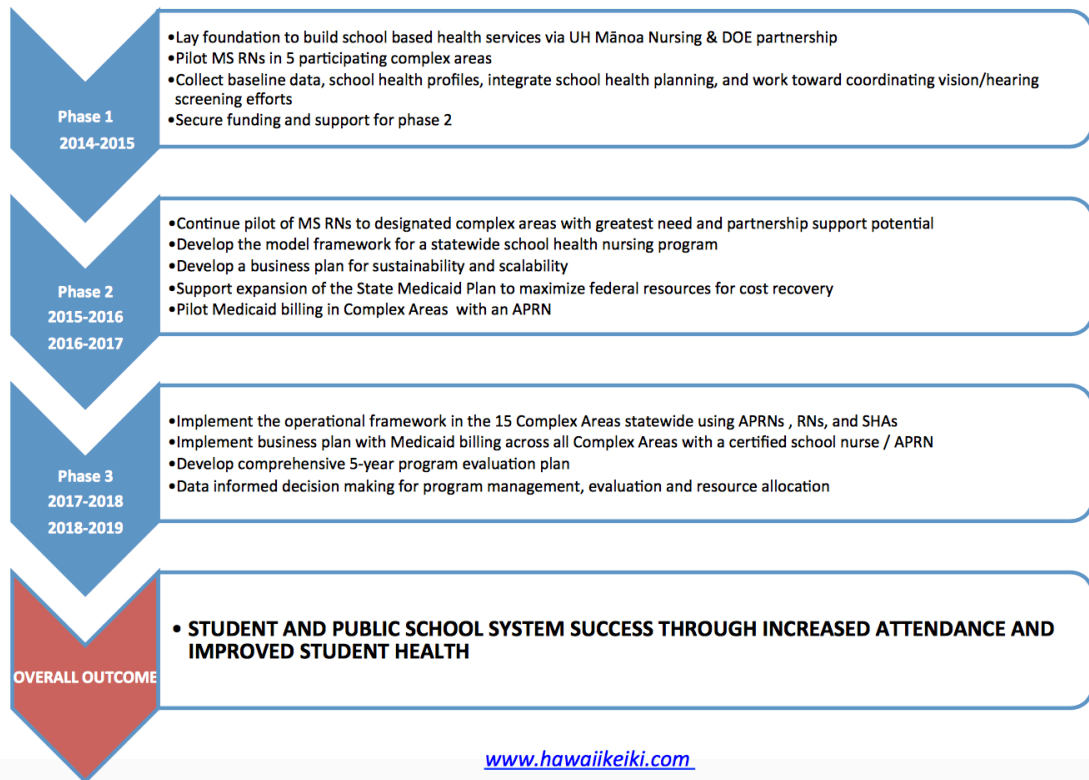 •Lay foundation to build school based health services via UH Mānoa Nursing & DOE partnership
•Pilot MS RNs in 5 participating complex areas
•Collect baseline data, school health profiles, integrate school health planning, and work toward coordinating vision/hearing
screening efforts
•Secure funding and support for phase 2
Phase 1
2014-2015
•Continue pilot of MS RNs to designated complex areas with greatest need and partnership support potential
•Develop the model framework for a statewide school health nursing program
•Develop a business plan for sustainability and scalability
•Support expansion of the State Medicaid Plan to maximize federal resources for cost recovery
•Pilot Medicaid billing in Complex Areas with an APRN
Phase 2
2015-2016
2016-2017
•Implement the operational framework in the 15 Complex Areas statewide using APRNs , RNs, and SHAs
•Implement business plan with Medicaid billing across all Complex Areas with a certified school nurse / APRN
•Develop comprehensive 5-year program evaluation plan
•Data informed decision making for program management, evaluation and resource allocation
Phase 3
2017-2018
2018-2019
• STUDENT AND PUBLIC SCHOOL SYSTEM SUCCESS THROUGH INCREASED ATTENDANCE AND
IMPROVED STUDENT HEALTH
OVERALL OUTCOME
www.hawaiikeiki.com